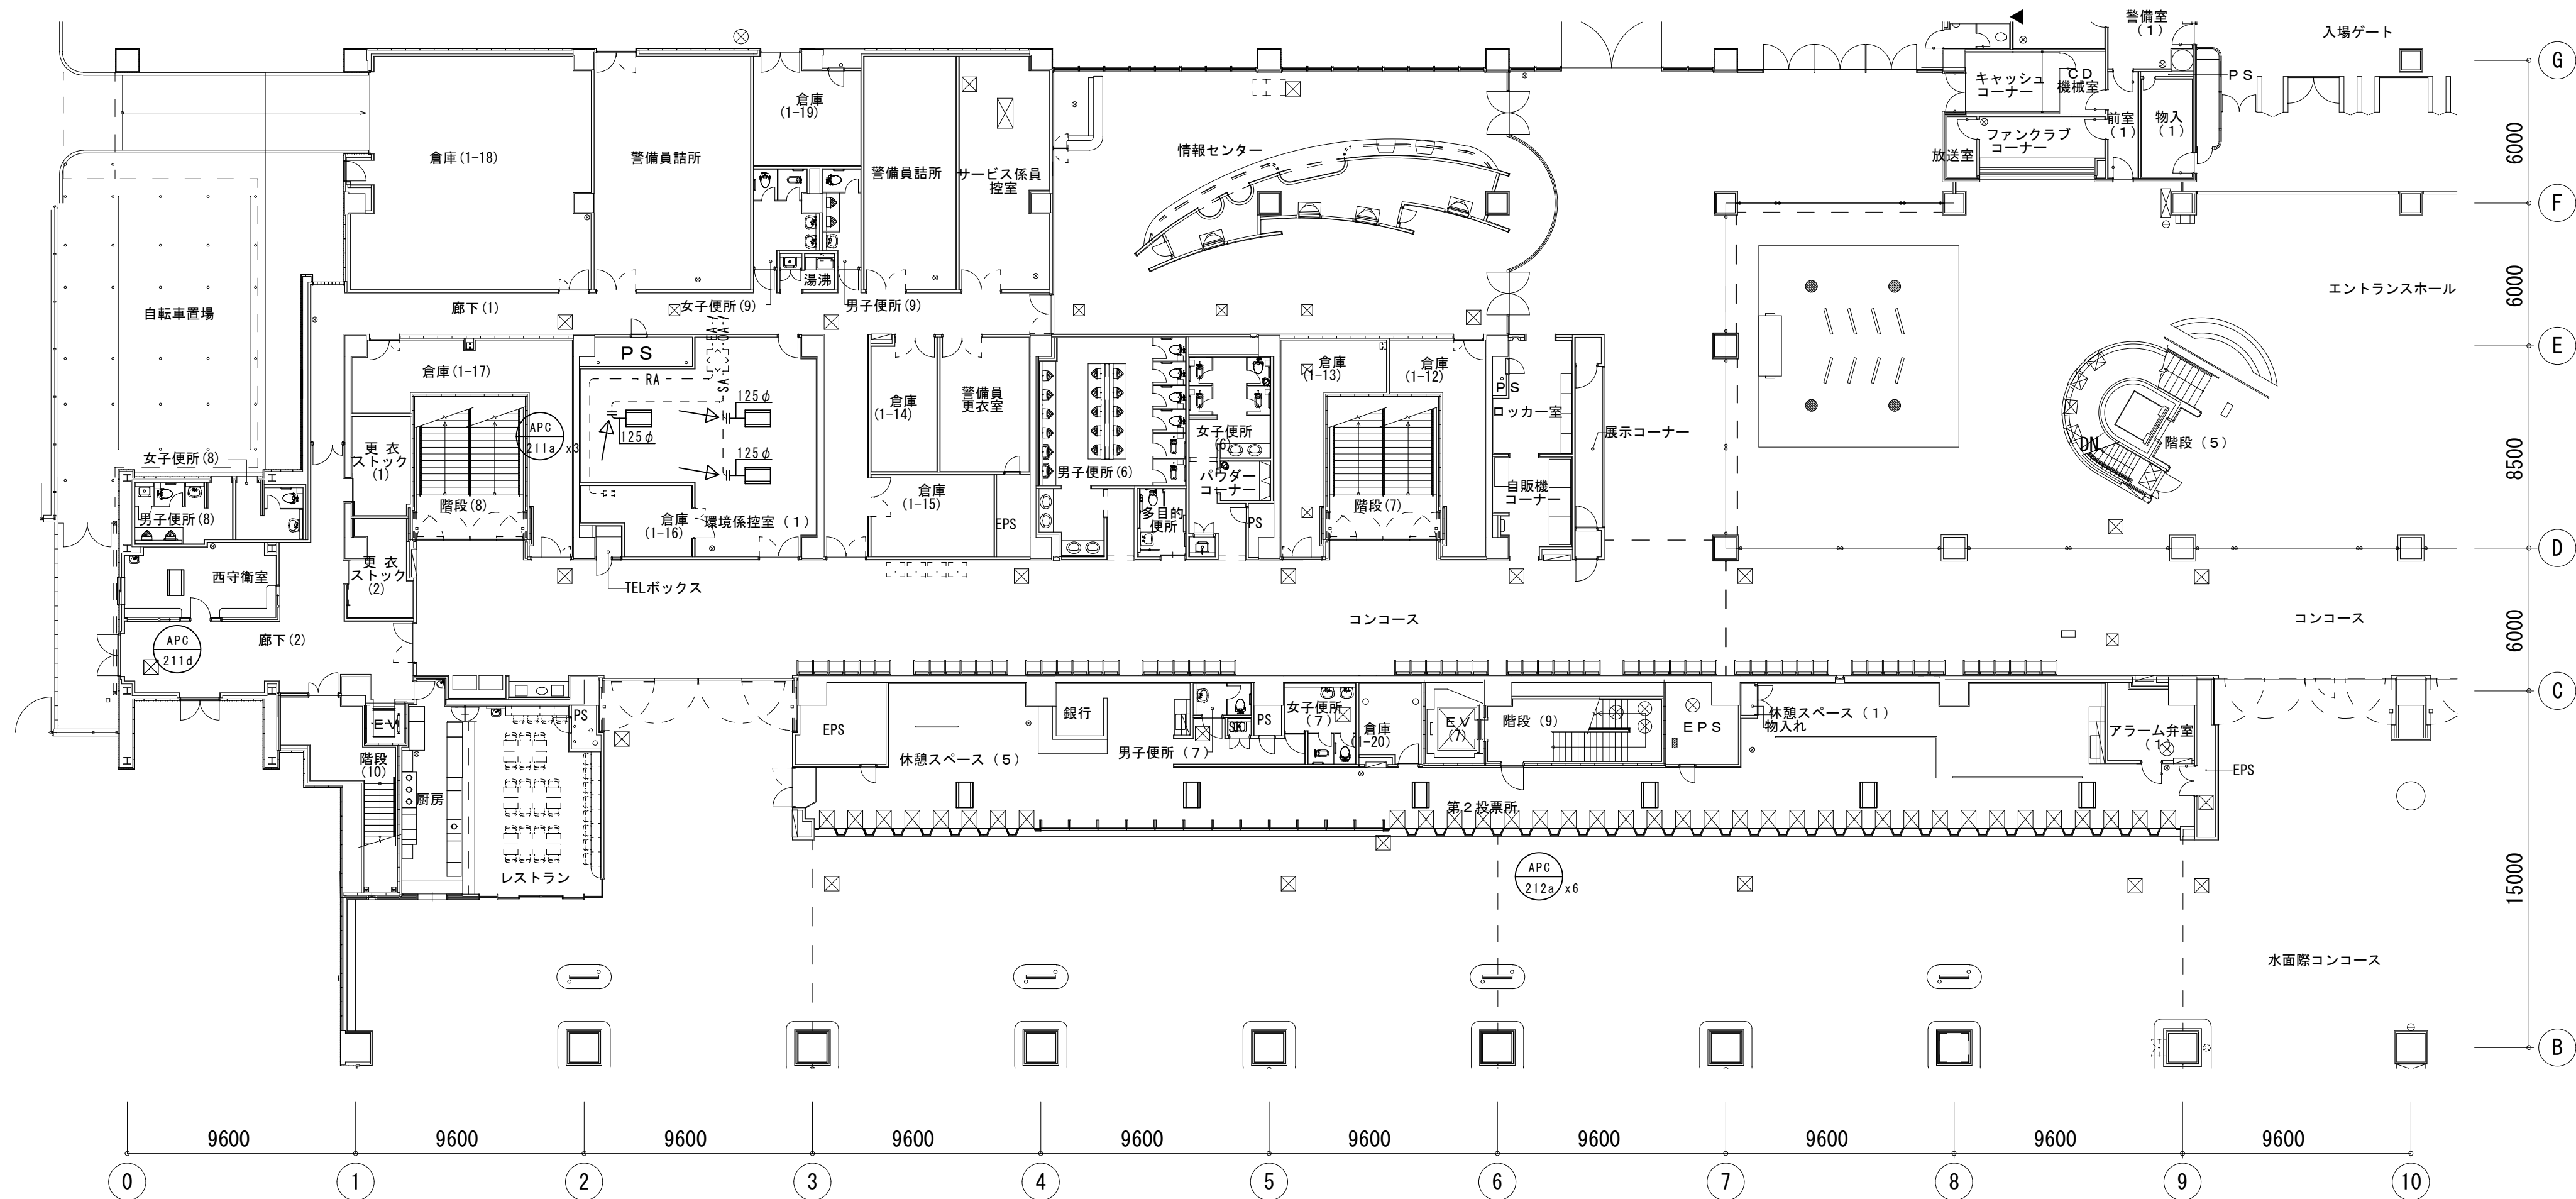 警備室
(1)
入場ゲート
G
キャッシュ
コーナー
CD
機械室
PS
倉庫
(1-19)
前室
(1)
物入
(1)
6000
ファンクラブ
コーナー
放送室
倉庫(1-18)
警備員詰所
警備員詰所
サービス係員
控室
情報センター
F
湯沸
6000
エントランスホール
自転車置場
廊下(1)
女子便所(9)
男子便所(9)
EA
OA
PS
RA
SA
E
倉庫(1-17)
倉庫
(1-13)
倉庫
(1-12)
PS
125φ
125φ
125φ
APC
211a
x3
倉庫
(1-14)
警備員
更衣室
ロッカー室
展示コーナー
女子便所
(6)
DN
階段(5)
8500
更衣
ストック
(1)
女子便所(8)
男子便所(6)
パウダー
コーナー
自販機
コーナー
階段(8)
倉庫
(1-15)
階段(7)
男子便所(8)
倉庫
(1-16)
環境係控室(1)
EPS
多目的
便所
PS
D
西守衛室
更衣
ストック
(2)
TELボックス
コンコース
コンコース
6000
廊下(2)
APC
211d
C
EV
PS
EPS
銀行
PS
女子便所
(7)
倉庫
(1-20)
EV
(7)
階段(9)
EPS
休憩スペース(1)
物入れ
アラーム弁室
(1)
EPS
階段
(10)
休憩スペース(5)
男子便所(7)
厨房
第2投票所
レストラン
APC
212a
x6
15000
水面際コンコース
B
9600
9600
9600
9600
9600
9600
9600
9600
9600
9600
0
1
2
3
4
5
6
7
8
9
10